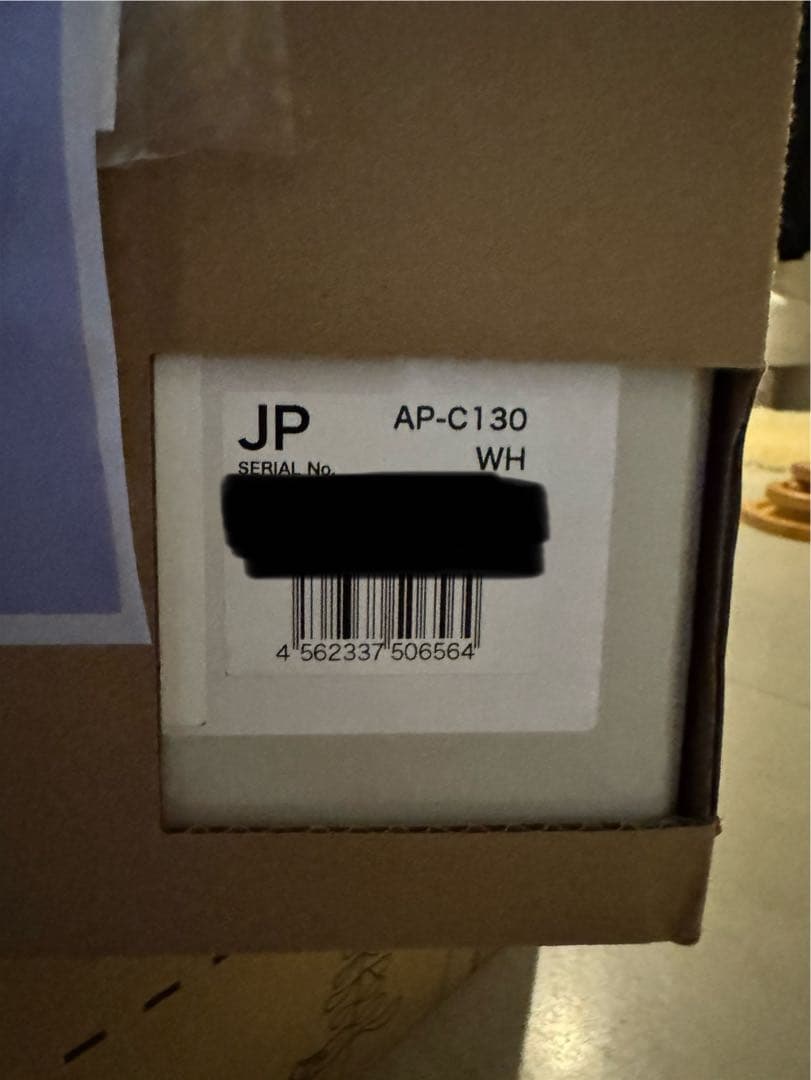 JP AP-C130
SERIAL No. WH
4 562337 506564